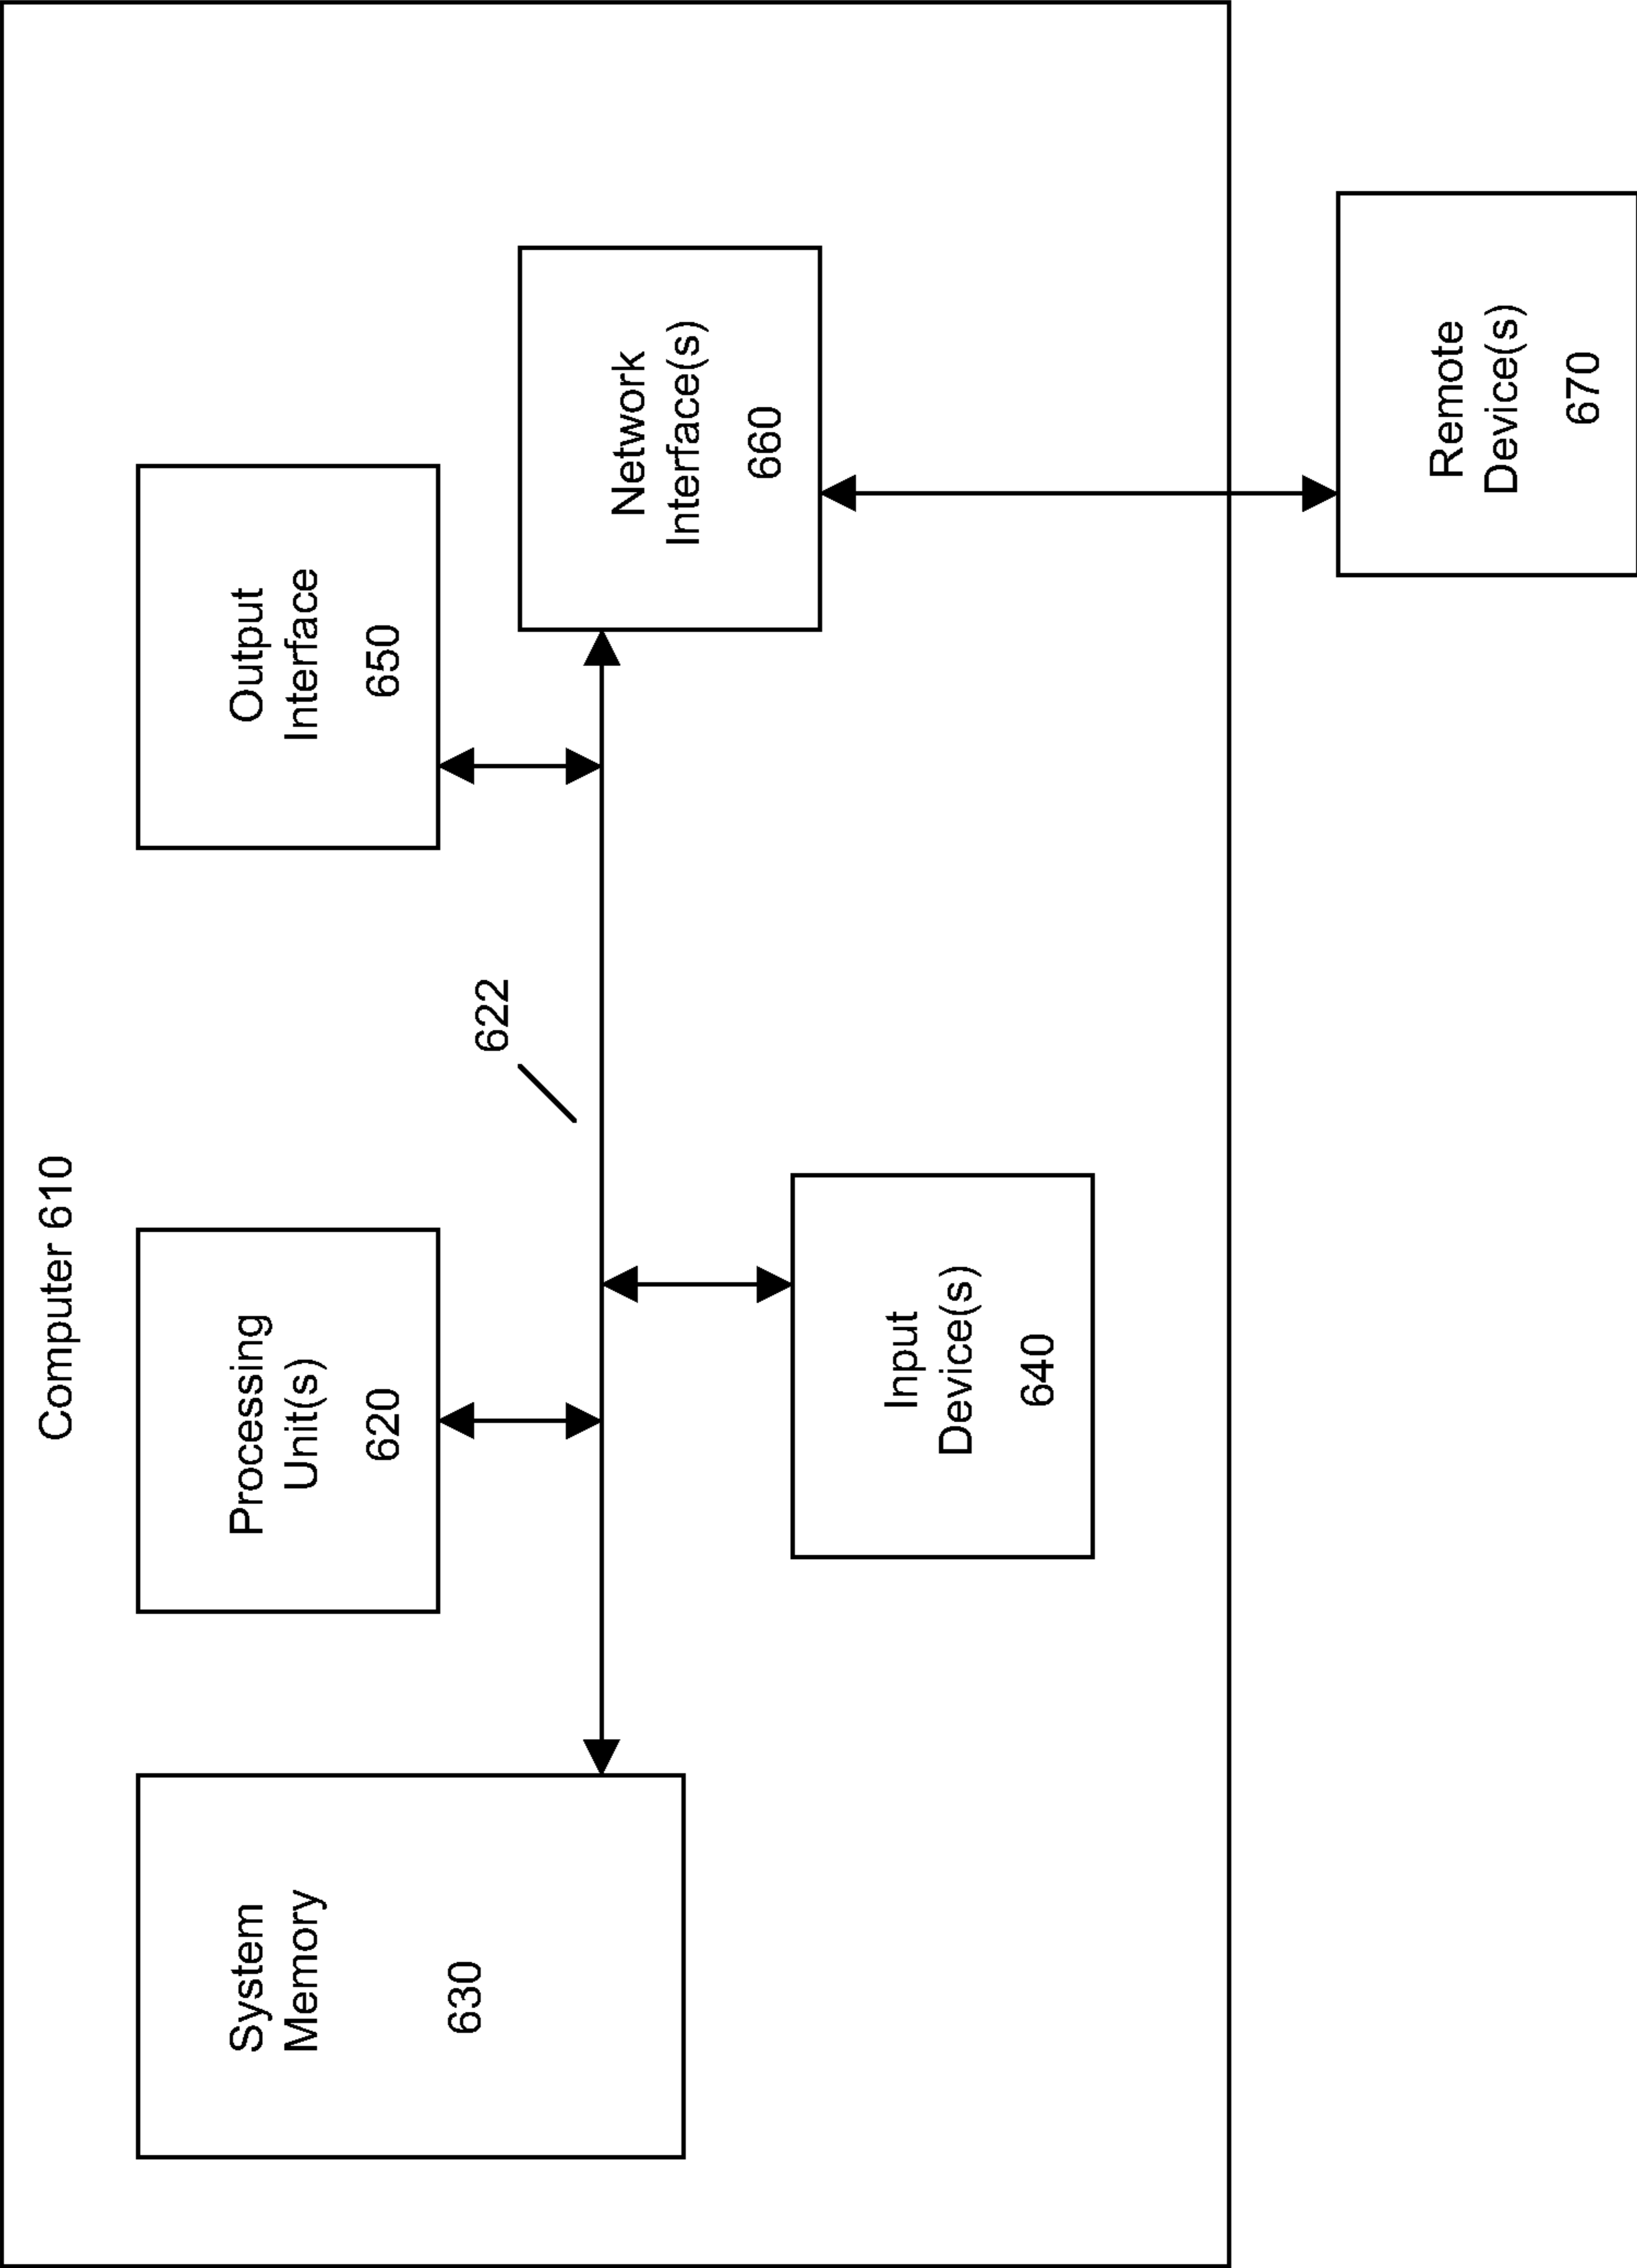 Computer 610
System
Memory
630
Processing
Unit(s)
620
Output
Interface
650
622
Network
Interface(s)
660
Input
Device(s)
640
Remote
Device(s)
670